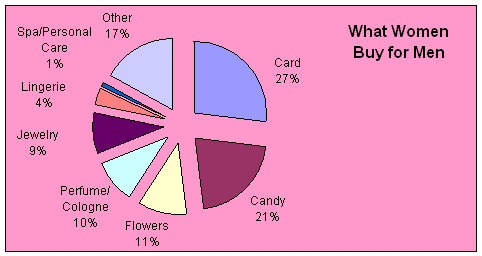 What Women
Buy for Men
Other
17%
Spa/Personal
Care
1%
Lingerie
4%
Jewelry
9%
Perfume/
Cologne
10%
Flowers
11%
Candy
21%
Card
27%